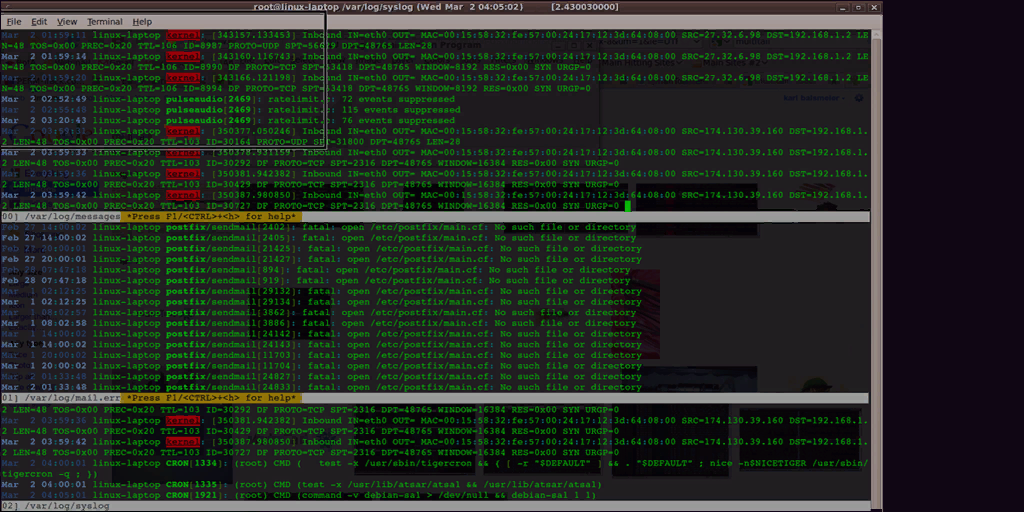 root@linux-laptop /var/log/syslog (Wed Mar  2 04:05:02)      [2.430030000]
File Edit View Terminal Help
Mar  2 01:59:11 linux-laptop kernel: [343157.133453] Inbound IN=eth0 OUT= MAC=00:15:58:32:fe:57:00:24:17:12:3d:64:08:00 SRC=27.32.6.98 DST=192.168.1.2 LE
N=48 TOS=0x00 PREC=0x20 TTL=106 ID=8987 PROTO=UDP DPT=48765 LEN=28
Mar  2 01:59:14 linux-laptop kernel: [343160.116743] Inbound IN=eth0 OUT= MAC=00:15:58:32:fe:57:00:24:17:12:3d:64:08:00 SRC=27.32.6.98 DST=192.168.1.2 LE
N=48 TOS=0x00 PREC=0x20 TTL=106 ID=8990 DPT=48765 WINDOW=8192 RES=0x00 SYN URGP=0
Mar  2 01:59:20 linux-laptop kernel: [343166.121198] Inbound IN=eth0 OUT= MAC=00:15:58:32:fe:57:00:24:17:12:3d:64:08:00 SRC=27.32.6.98 DST=192.168.1.2 LE
N=48 TOS=0x00 PREC=0x20 TTL=106 ID=8994 DPT=48765 WINDOW=8192 RES=0x00 SYN URGP=0
Mar  2 02:52:49 linux-laptop pulseaudio[2469]: ratelimit.c: 72 events suppressed
Mar  2 02:55:48 linux-laptop pulseaudio[2469]: ratelimit.c: 115 events suppressed
Mar  2 03:20:43 linux-laptop pulseaudio[2469]: ratelimit.c: 76 events suppressed
linux-laptop kernel: [350377.050246] Inbound IN=eth0 OUT= MAC=00:15:58:32:fe:57:00:24:17:12:3d:64:08:00 SRC=174.130.39.160 DST=192.168.1.
2 LEN=48 TOS=0x00 PREC=0x20 TTL=103 ID=30164 PROTO=UDP DPT=48765 LEN=28
Mar  2 03:59:33 linux-laptop kernel: [350378.931159] Inbound IN=eth0 OUT= MAC=00:15:58:32:fe:57:00:24:17:12:3d:64:08:00 SRC=174.130.39.160 DST=192.168.1.
2 LEN=48 TOS=0x00 PREC=0x20 TTL=103 ID=30292 DF PROTO=TCP SPT=2316 DPT=48765 WINDOW=16384 RES=0x00 SYN URGP=0
Mar  2 03:59:36 linux-laptop kernel: [350381.942382] Inbound IN=eth0 OUT= MAC=00:15:58:32:fe:57:00:24:17:12:3d:64:08:00 SRC=174.130.39.160 DST=192.168.1.
2 LEN=48 TOS=0x00 PREC=0x20 TTL=103 ID=30429 DF PROTO=TCP SPT=2316 DPT=48765 WINDOW=16384 RES=0x00 SYN URGP=0
Mar  2 03:59:42 linux-laptop kernel: [350387.980850] Inbound IN=eth0 OUT= MAC=00:15:58:32:fe:57:00:24:17:12:3d:64:08:00 SRC=174.130.39.160 DST=192.168.1.
2 LEN=48 TOS=0x00 PREC=0x20 TTL=103 ID=30727 DF PROTO=TCP SPT=2316 DPT=48765 WINDOW=16384 RES=0x00 SYN URGP=0
00] /var/log/messages *Press F1/<CTRL>+<h> for help*
Feb 27 14:00:02 linux-laptop postfix/sendmail[2402]: fatal: open /etc/postfix/main.cf: No such file or directory
Feb 27 14:00:02 linux-laptop postfix/sendmail[2405]: fatal: open /etc/postfix/main.cf: No such file or directory
Feb 27 20:00:01 linux-laptop postfix/sendmail[21425]: fatal: open /etc/postfix/main.cf: No such file or directory
Feb 27 20:00:01 linux-laptop postfix/sendmail[21427]: fatal: open /etc/postfix/main.cf: No such file or directory
Feb 28 07:47:18 linux-laptop postfix/sendmail[894]: fatal: open /etc/postfix/main.cf: No such file or directory
Feb 28 07:47:18 linux-laptop postfix/sendmail[919]: fatal: open /etc/postfix/main.cf: No such file or directory
Mar  1 02:12:25 linux-laptop postfix/sendmail[29132]: fatal: open /etc/postfix/main.cf: No such file or directory
Mar  1 02:12:25 linux-laptop postfix/sendmail[29134]: fatal: open /etc/postfix/main.cf: No such file or directory
Mar  1 08:02:57 linux-laptop postfix/sendmail[3862]: fatal: open /etc/postfix/main.cf: No such file or directory
Mar  1 08:02:58 linux-laptop postfix/sendmail[3886]: fatal: open /etc/postfix/main.cf: No such file or directory
Mar  1 14:00:02 linux-laptop postfix/sendmail[24142]: fatal: open /etc/postfix/main.cf: No such file or directory
Mar  1 14:00:02 linux-laptop postfix/sendmail[24143]: fatal: open /etc/postfix/main.cf: No such file or directory
Mar  1 20:00:02 linux-laptop postfix/sendmail[11703]: fatal: open /etc/postfix/main.cf: No such file or directory
Mar  1 20:00:02 linux-laptop postfix/sendmail[11704]: fatal: open /etc/postfix/main.cf: No such file or directory
Mar  2 01:33:48 linux-laptop postfix/sendmail[24827]: fatal: open /etc/postfix/main.cf: No such file or directory
Mar  2 01:33:48 linux-laptop postfix/sendmail[24833]: fatal: open /etc/postfix/main.cf: No such file or directory
01] /var/log/mail.err *Press F1/<CTRL>+<h> for help*
2 LEN=48 TOS=0x00 PREC=0x20 TTL=103 ID=30292 DF PROTO=TCP SPT=2316 DPT=48765 WINDOW=16384 RES=0x00 SYN URGP=0
Mar  2 03:59:36 linux-laptop kernel: [350381.942382] Inbound IN=eth0 OUT= MAC=00:15:58:32:fe:57:00:24:17:12:3d:64:08:00 SRC=174.130.39.160 DST=192.168.1.
2 LEN=48 TOS=0x00 PREC=0x20 TTL=103 ID=30429 DF PROTO=TCP SPT=2316 DPT=48765 WINDOW=16384 RES=0x00 SYN URGP=0
Mar  2 03:59:42 linux-laptop kernel: [350387.980850] Inbound IN=eth0 OUT= MAC=00:15:58:32:fe:57:00:24:17:12:3d:64:08:00 SRC=174.130.39.160 DST=192.168.1.
2 LEN=48 TOS=0x00 PREC=0x20 TTL=103 ID=30727 DF PROTO=TCP SPT=2316 DPT=48765 WINDOW=16384 RES=0x00 SYN URGP=0
Mar  2 04:00:01 linux-laptop CRON[1334]: (root) CMD (   test -x /usr/sbin/tigercron && { [ -r "$DEFAULT" ] && . "$DEFAULT" ; nice -n$NICETIGER /usr/sbin/
tigercron -q ; })
Mar  2 04:00:01 linux-laptop CRON[1335]: (root) CMD (test -x /usr/lib/atsar/atsa1 && /usr/lib/atsar/atsa1)
Mar  2 04:05:01 linux-laptop CRON[1921]: (root) CMD (command -v debian-sa1 > /dev/null && debian-sa1 1 1)
02] /var/log/syslog